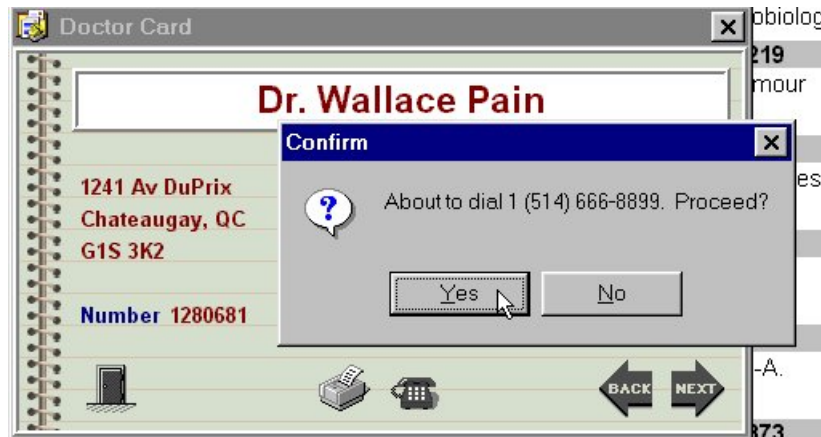 Doctor Card
Dr. Wallace Pain
Confirm
About to dial 1 (514) 666-8899. Proceed?
Yes
No
1241 Av DuPrix
Chateaugay, QC
G1S 3K2
Number 1280681
BACK
NEXT
219
mour
es
-A.